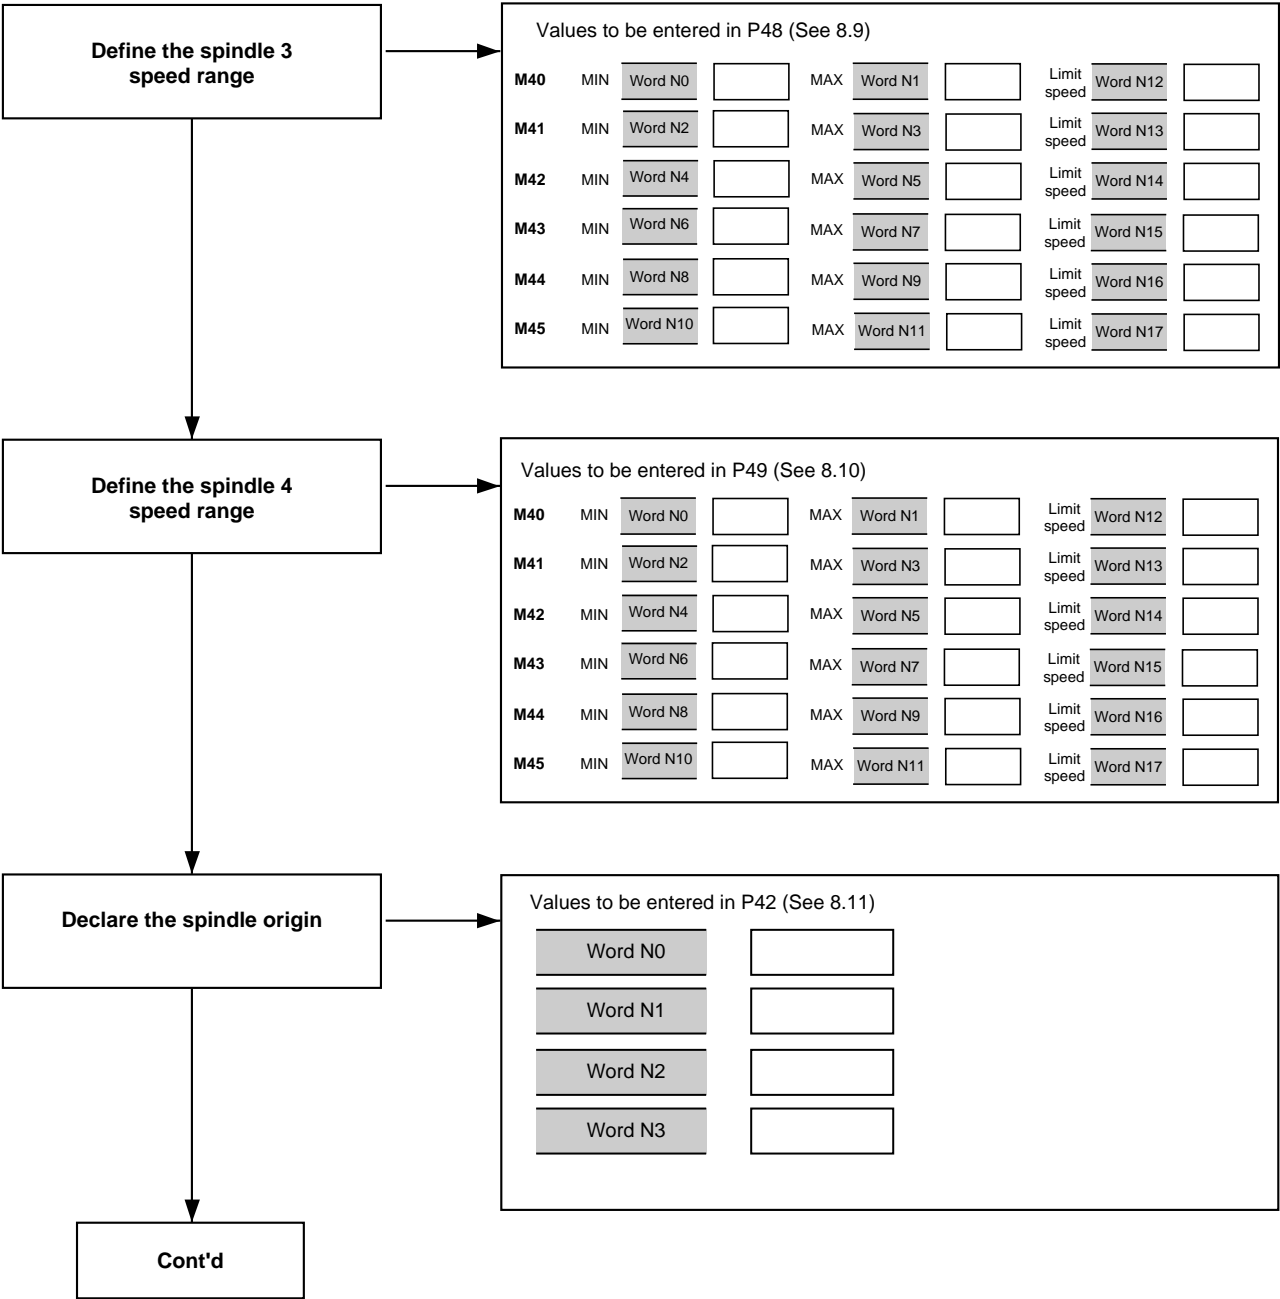 Define the spindle 3
speed range
Values to be entered in P48 (See 8.9)
M40 MIN Word N0 MAX Word N1 Limit speed Word N12
M41 MIN Word N2 MAX Word N3 Limit speed Word N13
M42 MIN Word N4 MAX Word N5 Limit speed Word N14
M43 MIN Word N6 MAX Word N7 Limit speed Word N15
M44 MIN Word N8 MAX Word N9 Limit speed Word N16
M45 MIN Word N10 MAX Word N11 Limit speed Word N17
Define the spindle 4
speed range
Values to be entered in P49 (See 8.10)
M40 MIN Word N0 MAX Word N1 Limit speed Word N12
M41 MIN Word N2 MAX Word N3 Limit speed Word N13
M42 MIN Word N4 MAX Word N5 Limit speed Word N14
M43 MIN Word N6 MAX Word N7 Limit speed Word N15
M44 MIN Word N8 MAX Word N9 Limit speed Word N16
M45 MIN Word N10 MAX Word N11 Limit speed Word N17
Declare the spindle origin
Values to be entered in P42 (See 8.11)
Word N0
Word N1
Word N2
Word N3
Cont'd